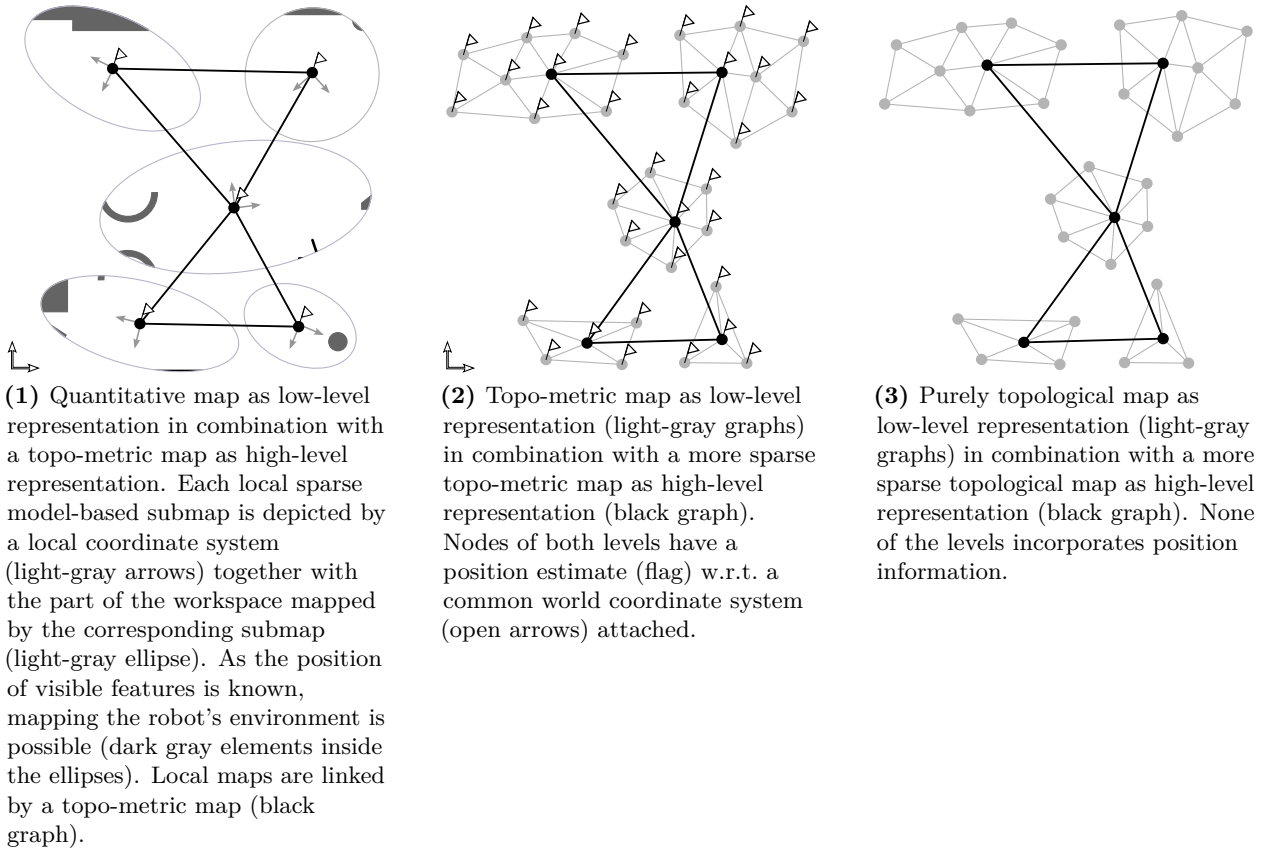 (1) Quantitative map as low-level
representation in combination with
a topo-metric map as high-level
representation. Each local sparse
model-based submap is depicted by
a local coordinate system
(light-gray arrows) together with
the part of the workspace mapped
by the corresponding submap
(light-gray ellipse). As the position
of visible features is known,
mapping the robot's environment is
possible (dark gray elements inside
the ellipses). Local maps are linked
by a topo-metric map (black
graph).
(2) Topo-metric map as low-level
representation (light-gray graphs)
in combination with a more sparse
topo-metric map as high-level
representation (black graph).
Nodes of both levels have a
position estimate (flag) w.r.t. a
common world coordinate system
(open arrows) attached.
(3) Purely topological map as
low-level representation (light-gray
graphs) in combination with a more
sparse topological map as high-level
representation (black graph). None
of the levels incorporates position
information.